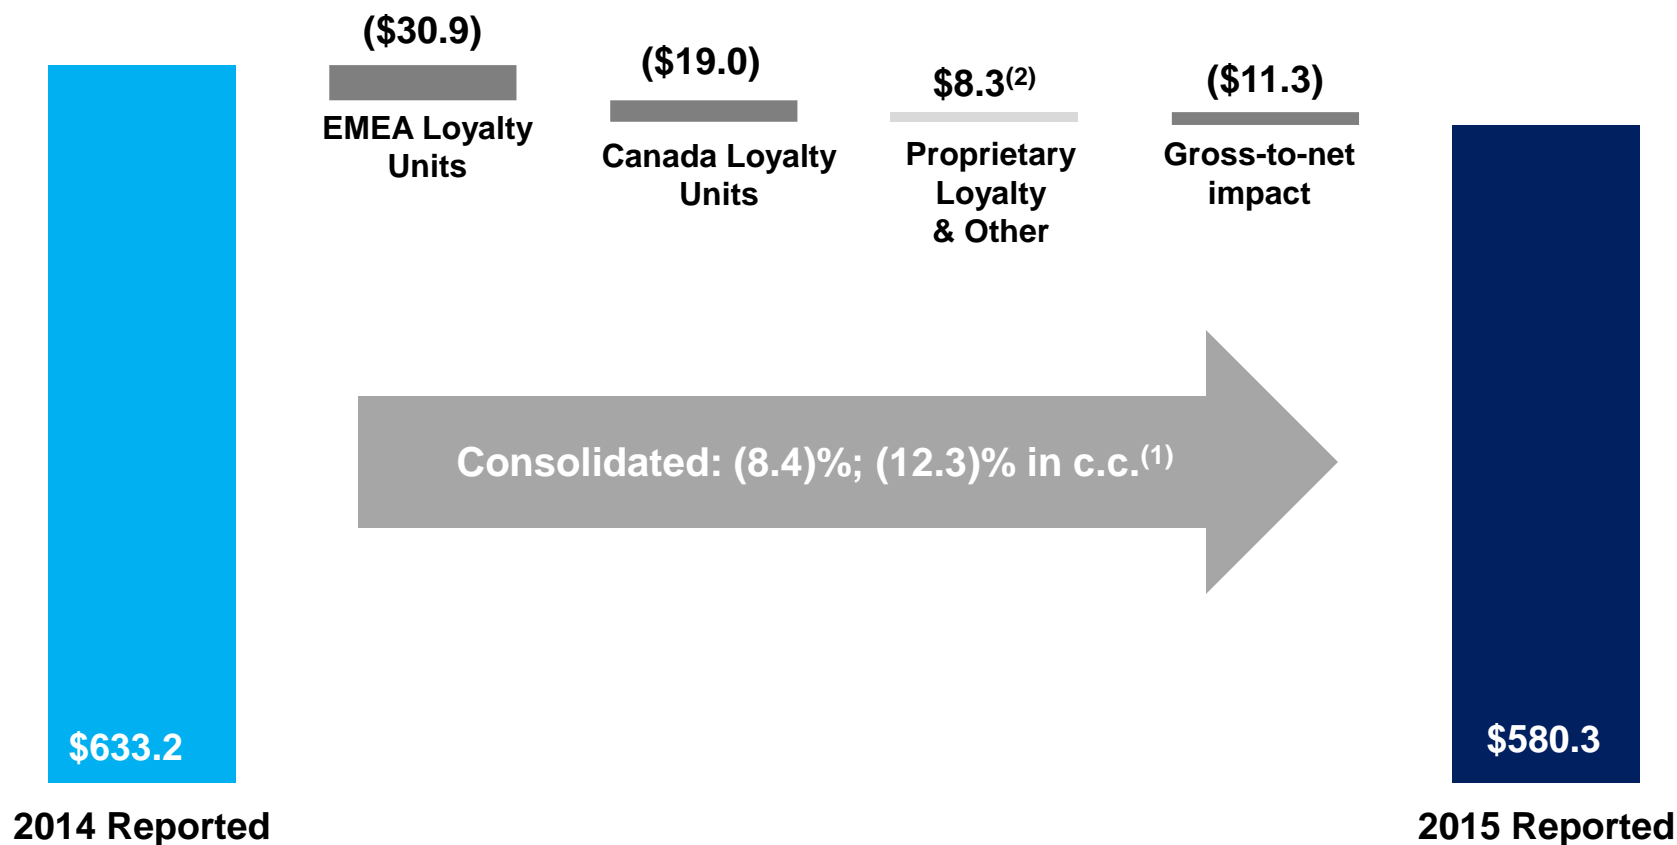 ($30.9)
EMEA Loyalty
Units
($19.0)
Canada Loyalty
Units
$8.3(2)
Proprietary
Loyalty
& Other
($11.3)
Gross-to-net
impact
Consolidated: (8.4)%; (12.3)% in c.c.(1)
$633.2
2014 Reported
$580.3
2015 Reported